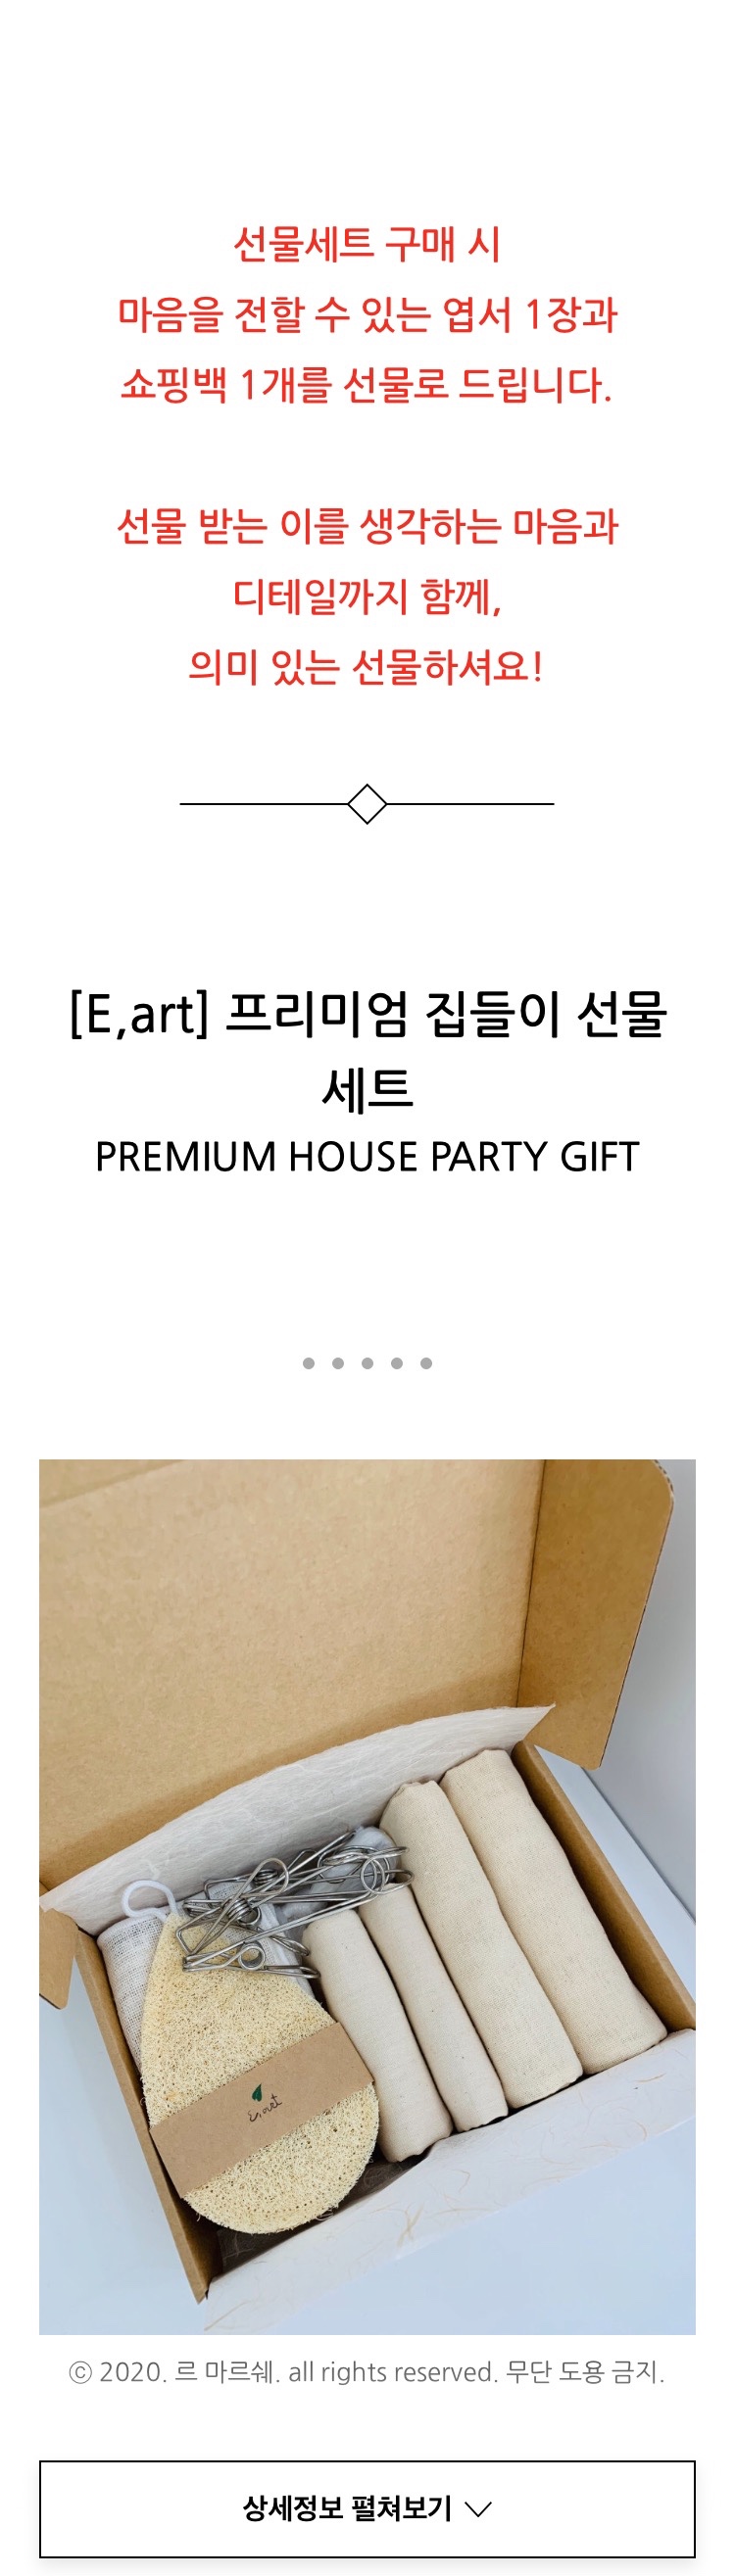 선물세트 구매 시
마음을 전할 수 있는 엽서 1장과
쇼핑백 1개를 선물로 드립니다.
선물 받는 이를 생각하는 마음과
디테일까지 함께,
의미 있는 선물하셔요!
[E,art] 프리미엄 집들이 선물
세트
PREMIUM HOUSE PARTY GIFT
E,art
ⓒ 2020. 르 마르쉐. all rights reserved. 무단 도용 금지.
상세정보 펼쳐보기